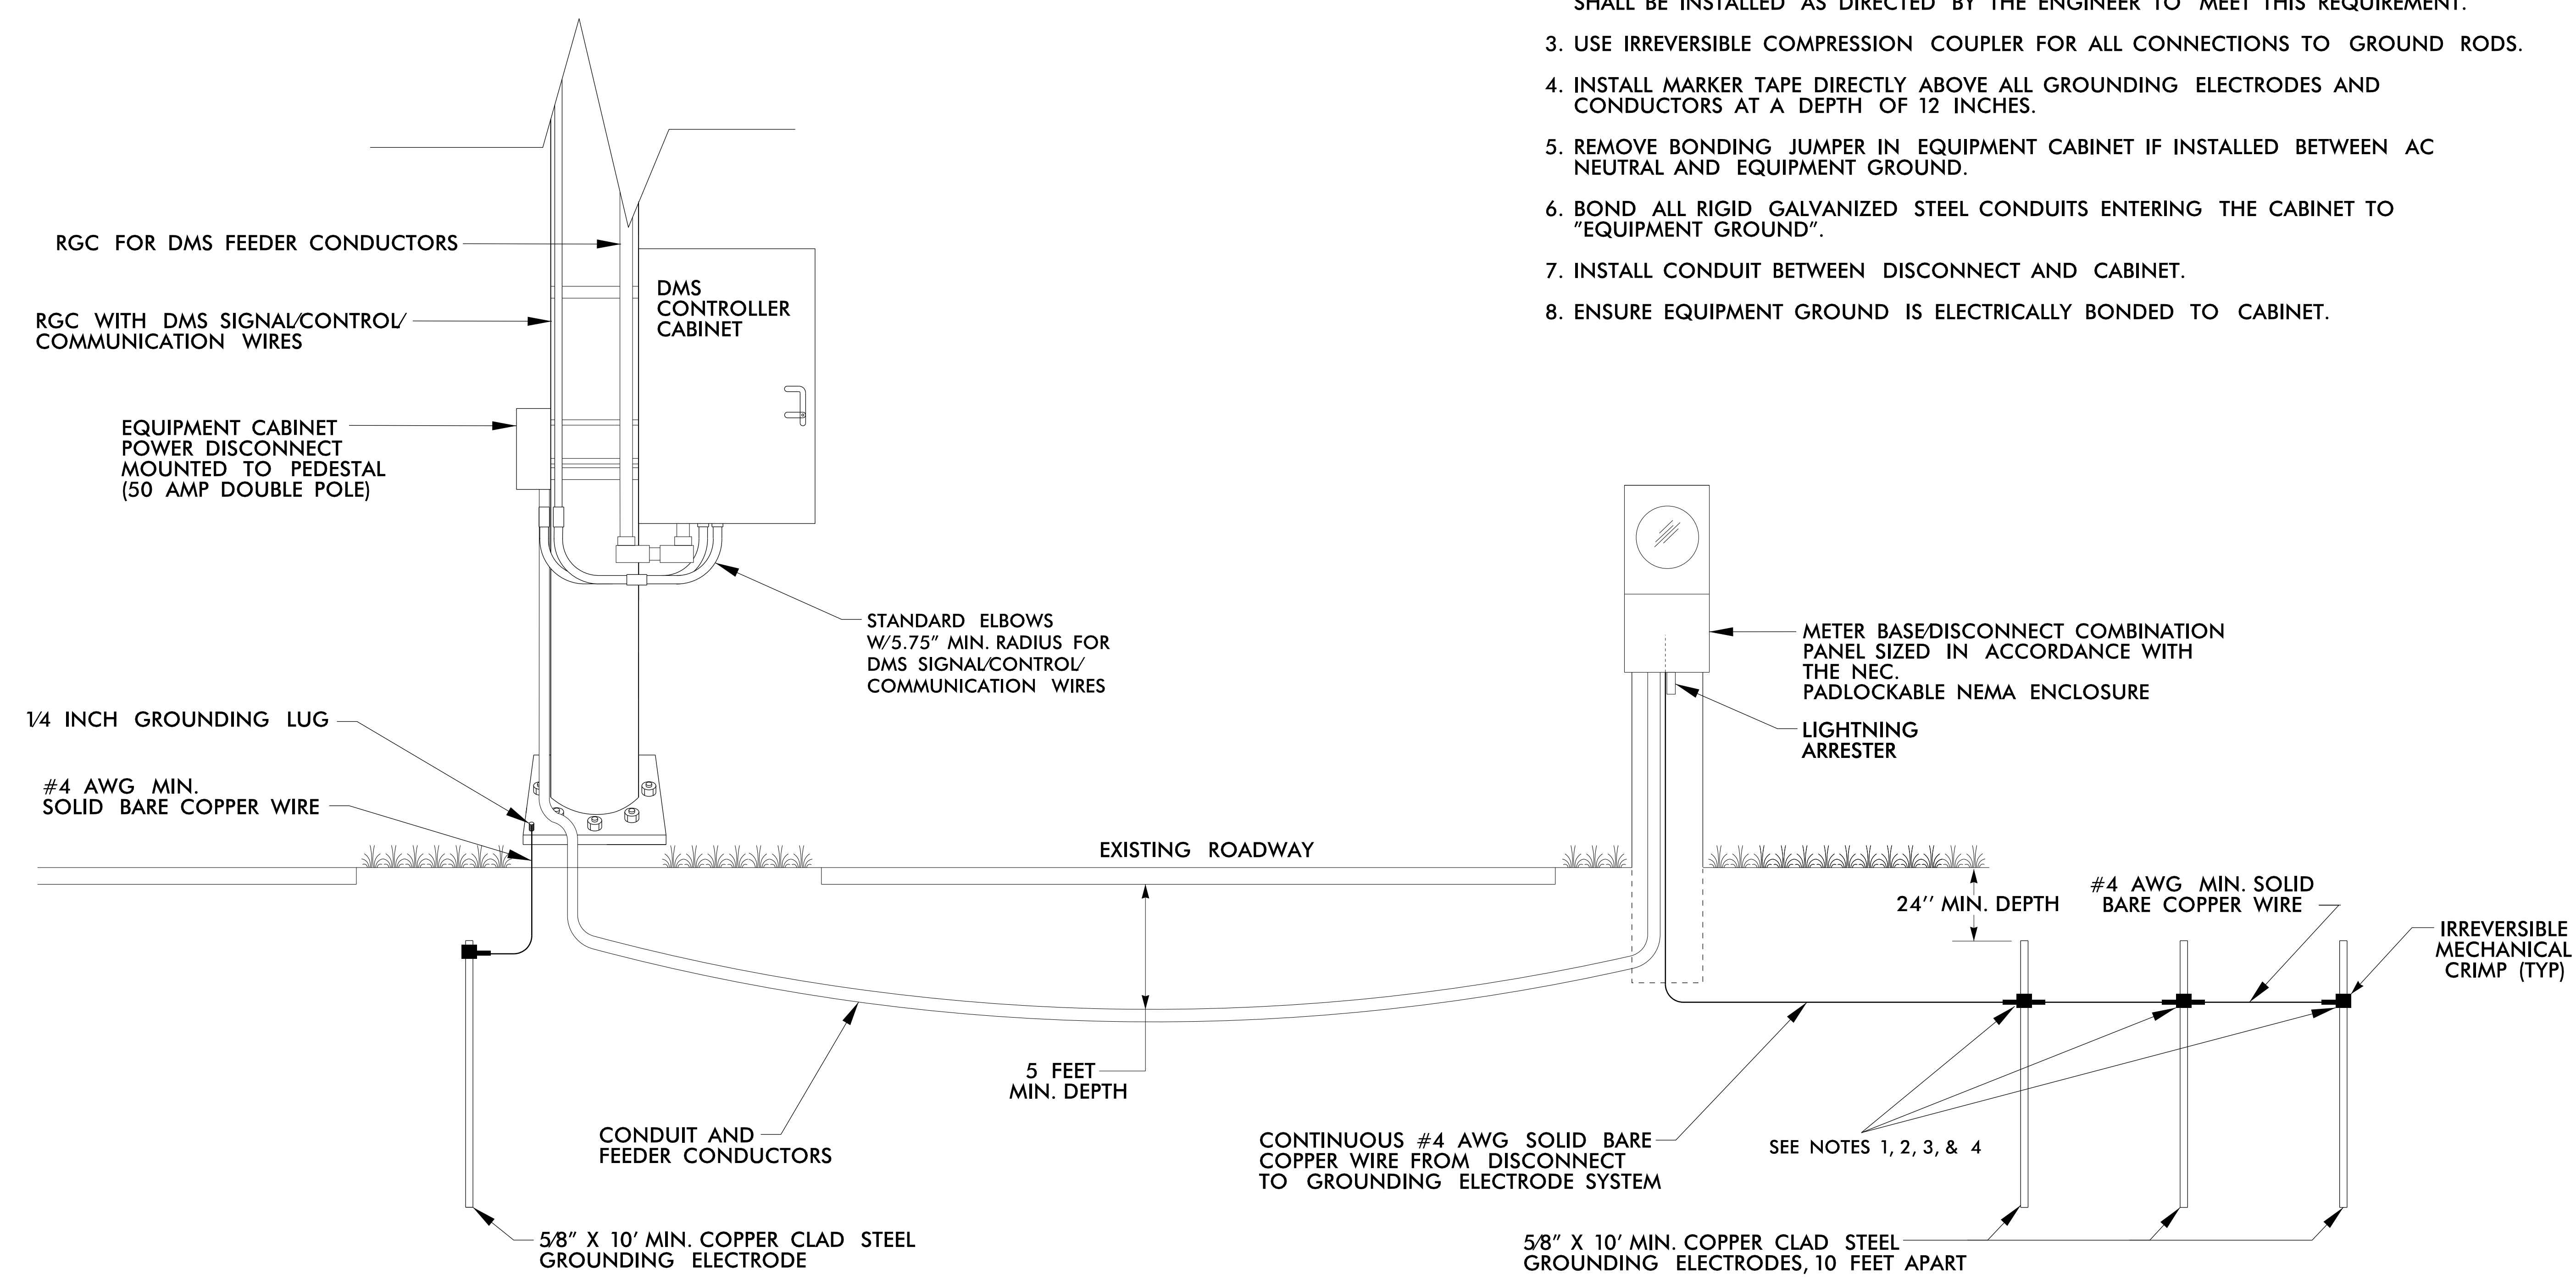 SHALL BE INSTALLED AS DIRECTED BY THE ENGINEER TO MEET THIS REQUIREMENT.
3. USE IRREVERSIBLE COMPRESSION COUPLER FOR ALL CONNECTIONS TO GROUND RODS.
4. INSTALL MARKER TAPE DIRECTLY ABOVE ALL GROUNDING ELECTRODES AND
CONDUCTORS AT A DEPTH OF 12 INCHES.
5. REMOVE BONDING JUMPER IN EQUIPMENT CABINET IF INSTALLED BETWEEN AC
NEUTRAL AND EQUIPMENT GROUND.
6. BOND ALL RIGID GALVANIZED STEEL CONDUITS ENTERING THE CABINET TO
"EQUIPMENT GROUND".
7. INSTALL CONDUIT BETWEEN DISCONNECT AND CABINET.
8. ENSURE EQUIPMENT GROUND IS ELECTRICALLY BONDED TO CABINET.
RGC FOR DMS FEEDER CONDUCTORS
DMS
CONTROLLER
CABINET
RGC WITH DMS SIGNAL/CONTROL/
COMMUNICATION WIRES
EQUIPMENT CABINET
POWER DISCONNECT
MOUNTED TO PEDESTAL
(50 AMP DOUBLE POLE)
STANDARD ELBOWS
W/5.75" MIN. RADIUS FOR
DMS SIGNAL/CONTROL/
COMMUNICATION WIRES
METER BASE/DISCONNECT COMBINATION
PANEL SIZED IN ACCORDANCE WITH
THE NEC.
PADLOCKABLE NEMA ENCLOSURE
LIGHTNING
ARRESTER
1/4 INCH GROUNDING LUG
#4 AWG MIN.
SOLID BARE COPPER WIRE
EXISTING ROADWAY
24'' MIN. DEPTH
#4 AWG MIN. SOLID
BARE COPPER WIRE
IRREVERSIBLE
MECHANICAL
CRIMP (TYP)
5 FEET
MIN. DEPTH
CONDUIT AND
FEEDER CONDUCTORS
CONTINUOUS #4 AWG SOLID BARE
COPPER WIRE FROM DISCONNECT
TO GROUNDING ELECTRODE SYSTEM
SEE NOTES 1, 2, 3, & 4
5/8" X 10' MIN. COPPER CLAD STEEL
GROUNDING ELECTRODE
5/8" X 10' MIN. COPPER CLAD STEEL
GROUNDING ELECTRODES, 10 FEET APART